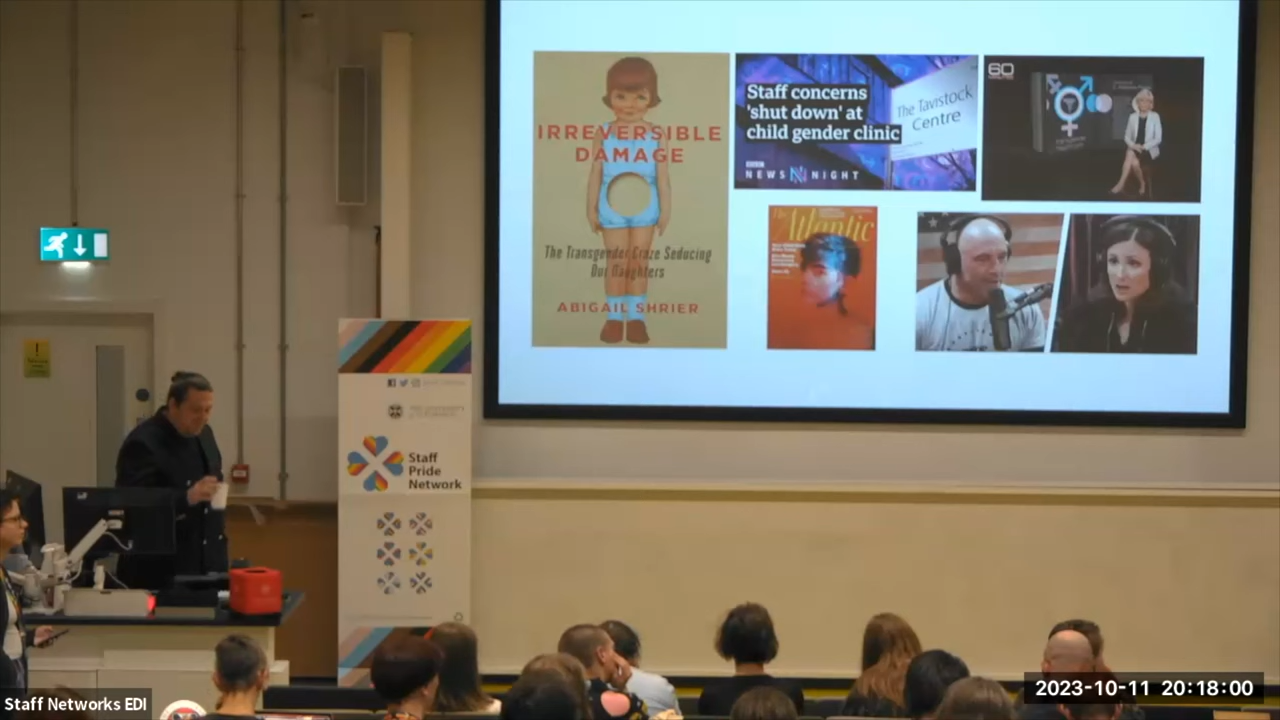 IRREVERSIBLE
DAMAGE
The Transgender Craze Seducing
Our Daughters
ABIGAIL SHRIER
Staff concerns
'shut down' at
child gender clinic
The Tavistock
Centre
BBC
NEWSNIGHT
60
The Atlantic
Staff
Pride
Network
Staff Networks EDI
2023-10-11 20:18:00